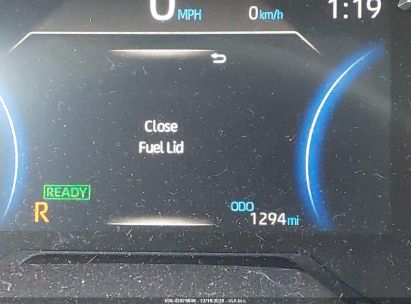 0 MPH 0 km/h 1:19
Close
Fuel Lid
READY
R
ODO
1294 mi